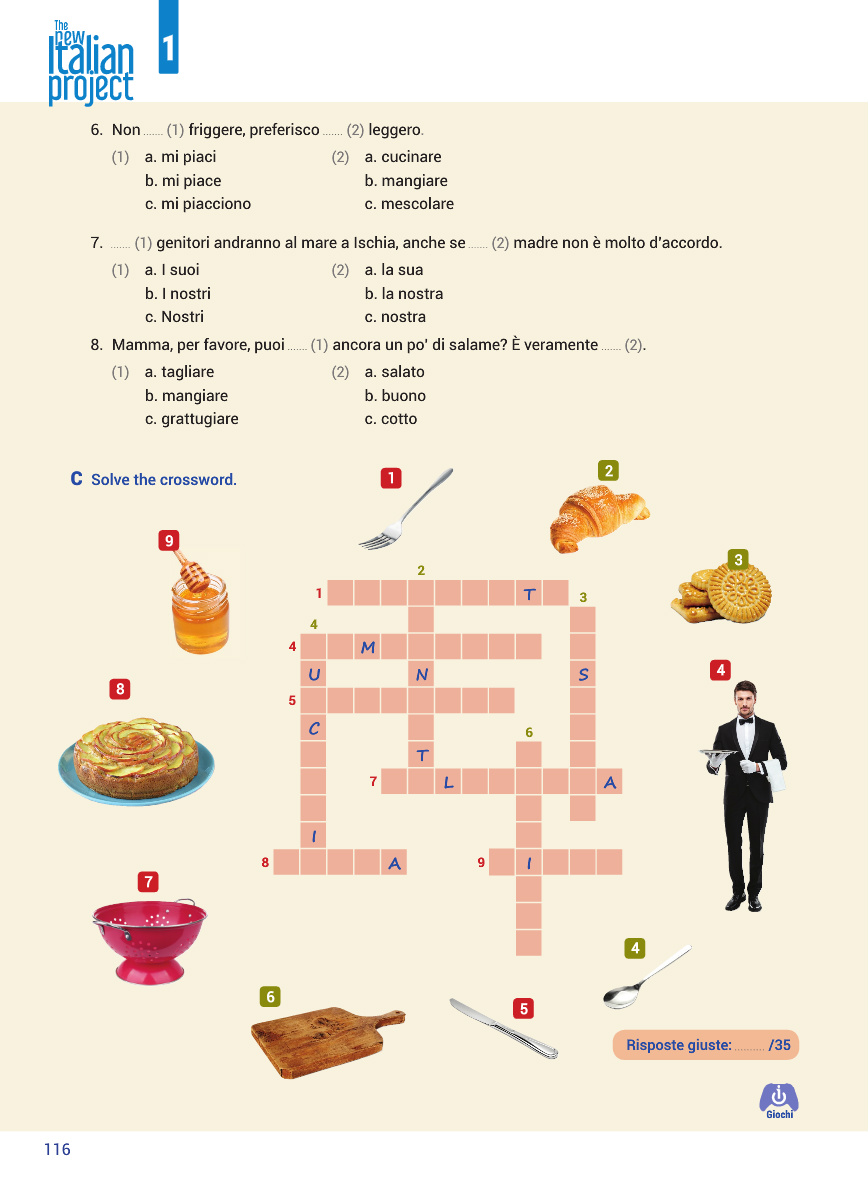 The
new
Italian
project
1
6. Non ....... (1) friggere, preferisco ....... (2) leggero.
(1) a. mi piaci (2) a. cucinare
b. mi piace b. mangiare
c. mi piacciono c. mescolare
7. ....... (1) genitori andranno al mare a Ischia, anche se ....... (2) madre non è molto d'accordo.
(1) a. I suoi (2) a. la sua
b. I nostri b. la nostra
c. Nostri c. nostra
8. Mamma, per favore, puoi ....... (1) ancora un po' di salame? È veramente ....... (2).
(1) a. tagliare (2) a. salato
b. mangiare b. buono
c. grattugiare c. cotto
C Solve the crossword.
1
2
9
3
2
1 T 3
4
4 M
U N S
4
8
5
C
6
T
7 L A
I
8 A 9 I
7
4
6
5
Risposte giuste: .......... /35
Giochi
116